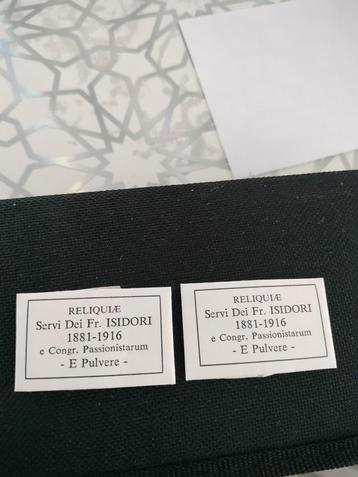 RELIQUIÆ
Servi Dei Fr. ISIDORI
1881-1916
e Congr. Passionistarum
- E Pulvere -
RELIQUIÆ
Servi Dei Fr. ISIDORI
1881-1916
e Congr. Passionistarum
- E Pulvere -